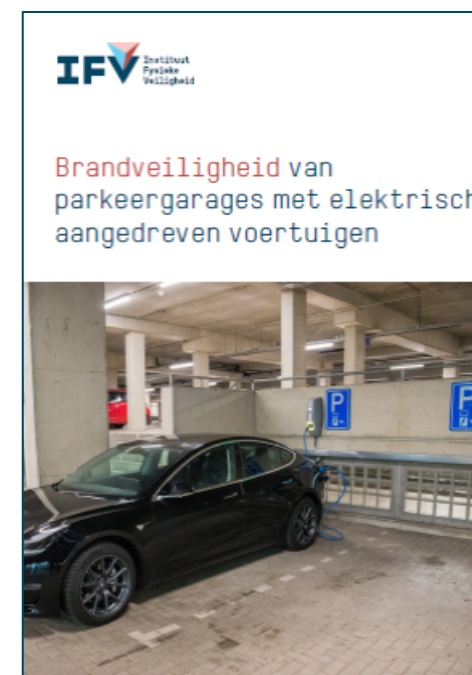 IFV
Instituut
Fysieke
Veiligheid
Brandveiligheid van
parkeergarages met elektrisch
aangedreven voertuigen
P
P